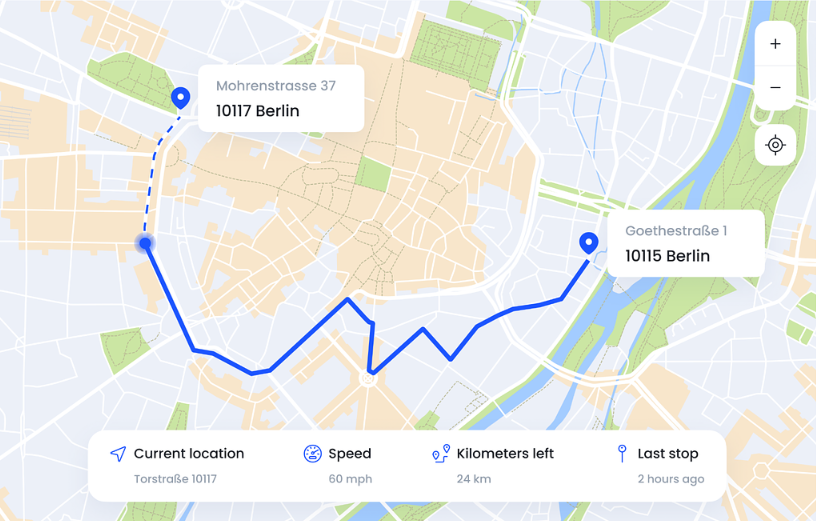 +
Mohrenstrasse 37
10117 Berlin
−
Goethestraße 1
10115 Berlin
Current location
Torstraße 10117
Speed
60 mph
Kilometers left
24 km
Last stop
2 hours ago